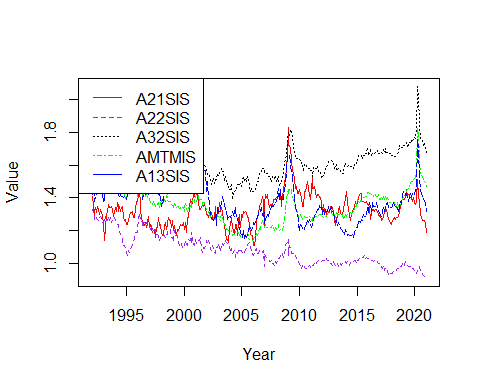 A21SIS
A22SIS
A32SIS
AMTMIS
A13SIS
1.8
1.4
1.0
Value
1995 2000 2005 2010 2015 2020
Year